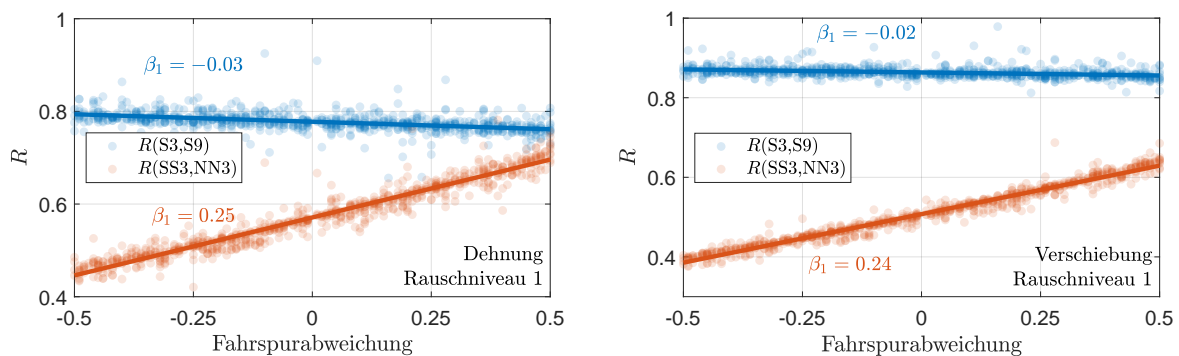 1
0.8
0.6
0.4
R
β₁ = −0.03
R(S3,S9)
R(SS3,NN3)
β₁ = 0.25
Dehnung
Rauschniveau 1
-0.5
-0.25
0
0.25
0.5
Fahrspurabweichung
1
0.8
0.6
0.4
R
β₁ = −0.02
R(S3,S9)
R(SS3,NN3)
β₁ = 0.24
Verschiebung
Rauschniveau 1
-0.5
-0.25
0
0.25
0.5
Fahrspurabweichung